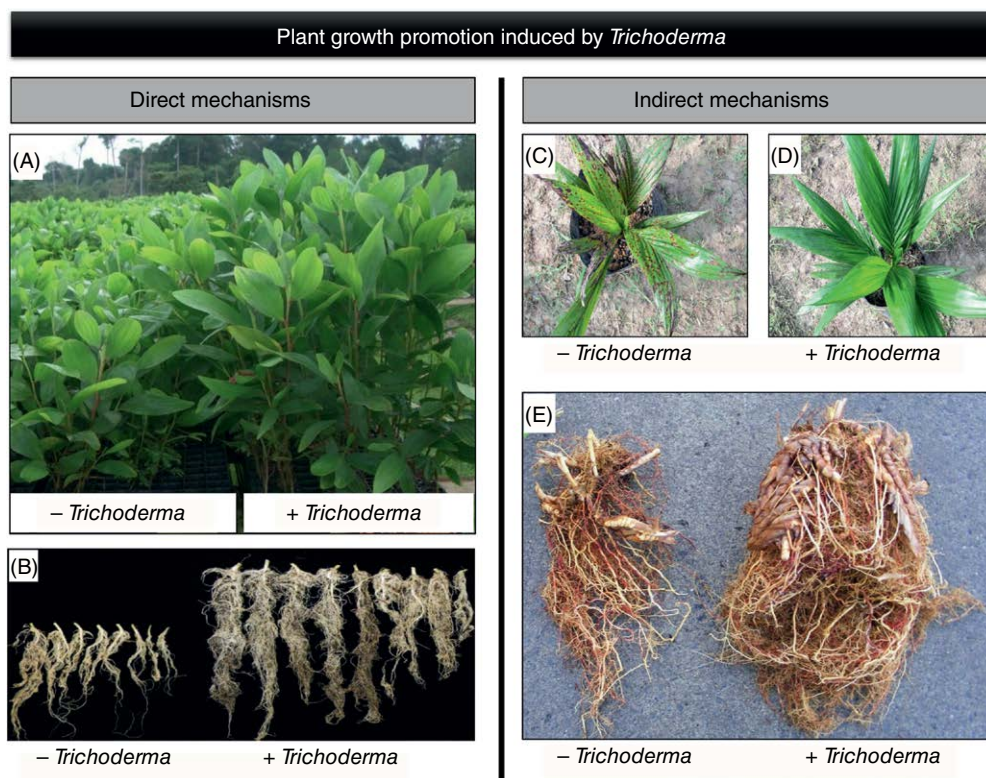 Plant growth promotion induced by Trichoderma
Direct mechanisms
(A)
– Trichoderma
+ Trichoderma
(B)
– Trichoderma
+ Trichoderma
Indirect mechanisms
(C)
– Trichoderma
(D)
+ Trichoderma
(E)
– Trichoderma
+ Trichoderma